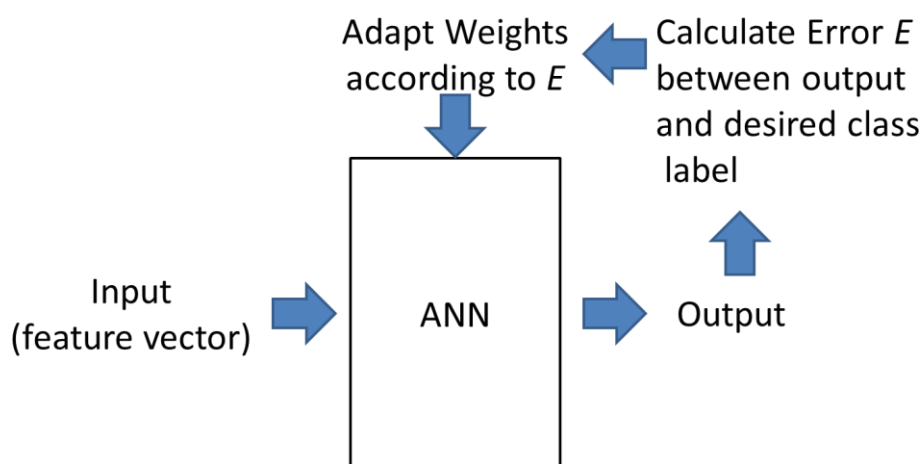 Adapt Weights
according to E
Calculate Error E
between output
and desired class
label
Input
(feature vector)
ANN
Output